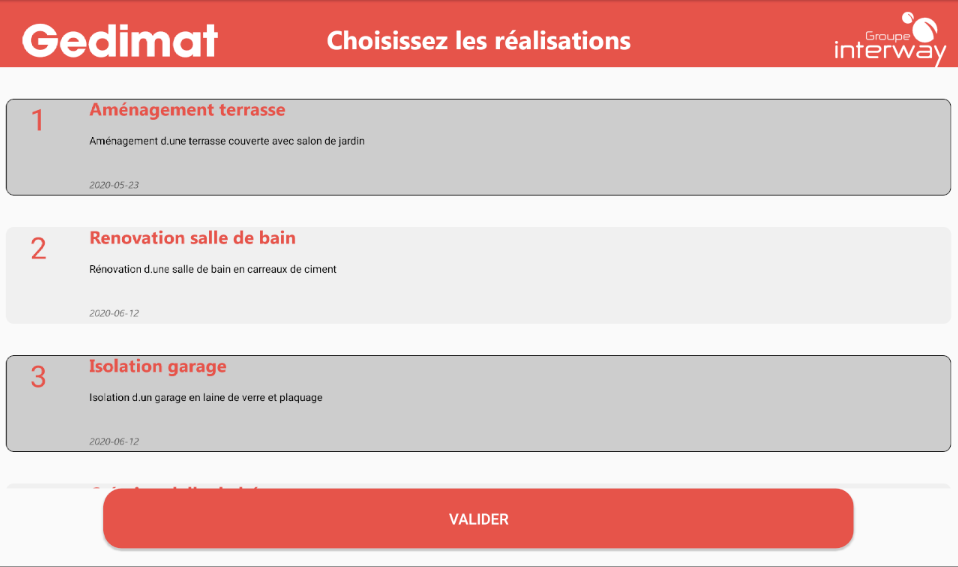 Gedimat
Choisissez les réalisations
Groupe
interway
1
Aménagement terrasse
Aménagement d.une terrasse couverte avec salon de jardin
2020-05-23
2
Renovation salle de bain
Rénovation d.une salle de bain en carreaux de ciment
2020-06-12
3
Isolation garage
Isolation d.un garage en laine de verre et plaquage
2020-06-12
VALIDER